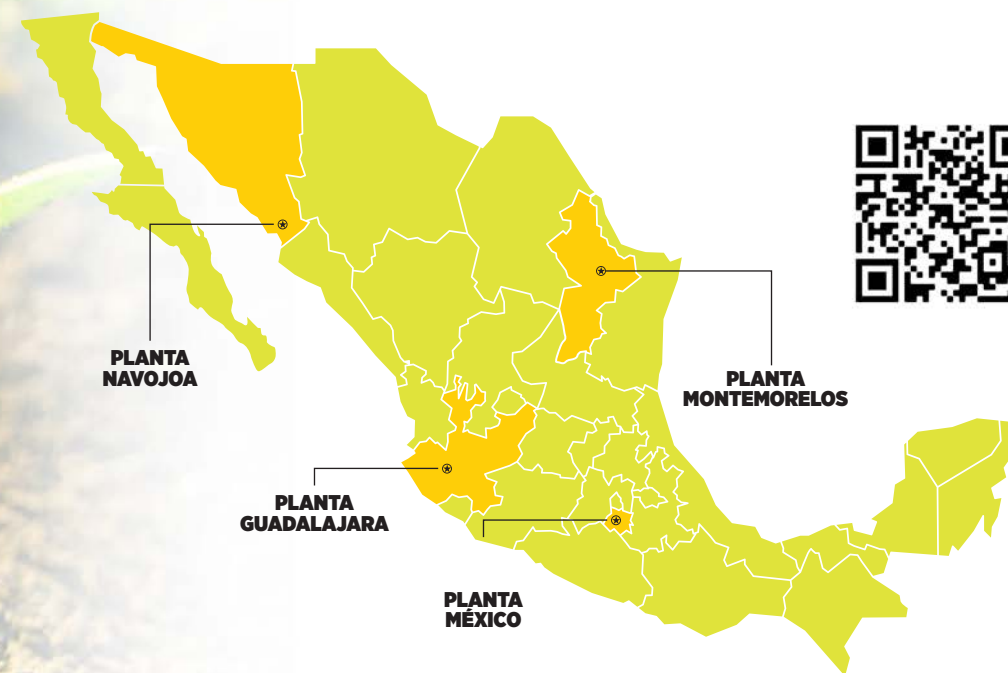 PLANTA
NAVOJOA
PLANTA
MONTEMORELOS
PLANTA
GUADALAJARA
PLANTA
MÉXICO